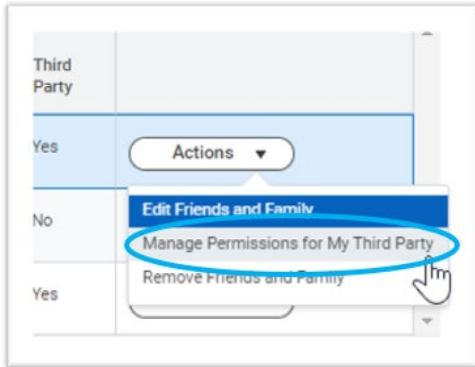 Third
Party
Yes
Actions
No
Edit Friends and Family
Manage Permissions for My Third Party
Remove Friends and Family
Yes